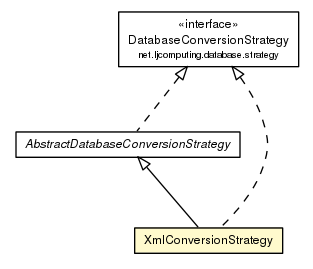 «interface»
DatabaseConversionStrategy
net.ljcomputing.database.strategy
AbstractDatabaseConversionStrategy
XmlConversionStrategy